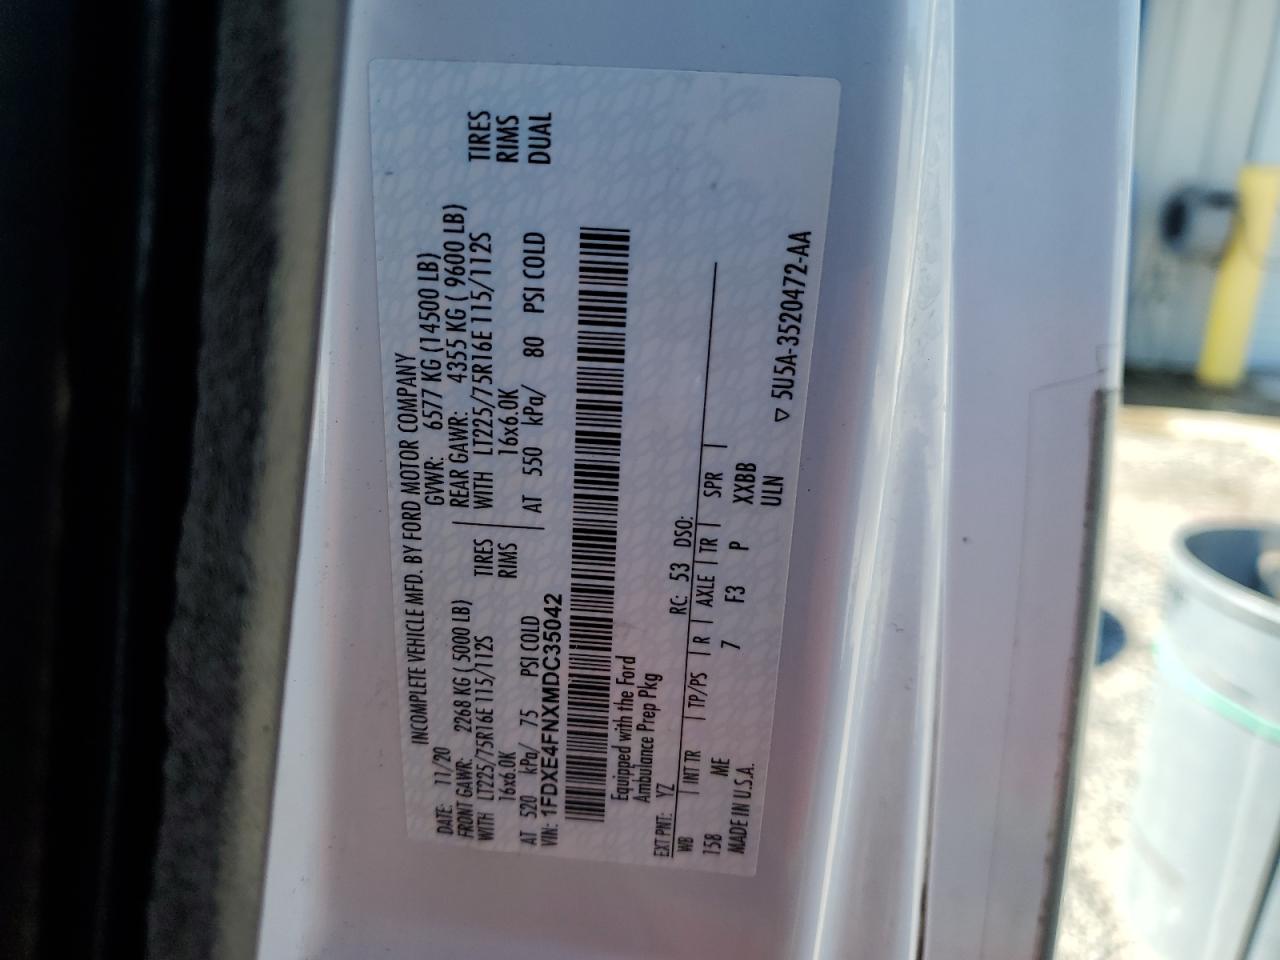 INCOMPLETE VEHICLE MFD. BY FORD MOTOR COMPANY
DATE: 11/20 GVWR: 6577 KG (14500 LB)
FRONT GAWR: 2268 KG ( 5000 LB) REAR GAWR: 4355 KG ( 9600 LB)
WITH LT225/75R16E 115/112S TIRES WITH LT225/75R16E 115/112S TIRES
16x6.0K RIMS 16x6.0K RIMS
AT 520 kPa/ 75 PSI COLD AT 550 kPa/ 80 PSI COLD DUAL
VIN: 1FDXE4FNXMDC35042
Equipped with the Ford
Ambulance Prep Pkg
EXT PNT: YZ RC: 53 DSO:
WB INT TR TP/PS R AXLE TR SPR
158 ME 7 F3 P XXBB
MADE IN U.S.A. ULN
▽ 5U5A-3520472-AA